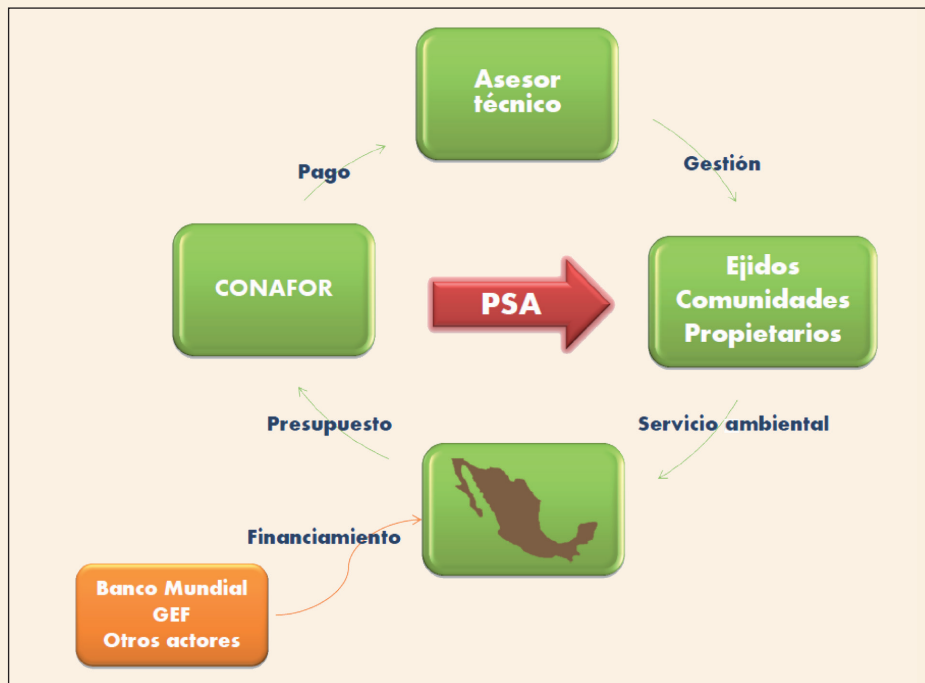 Asesor
técnico
Pago
Gestión
CONAFOR
PSA
Ejidos
Comunidades
Propietarios
Presupuesto
Servicio ambiental
Financiamiento
Banco Mundial
GEF
Otros actores